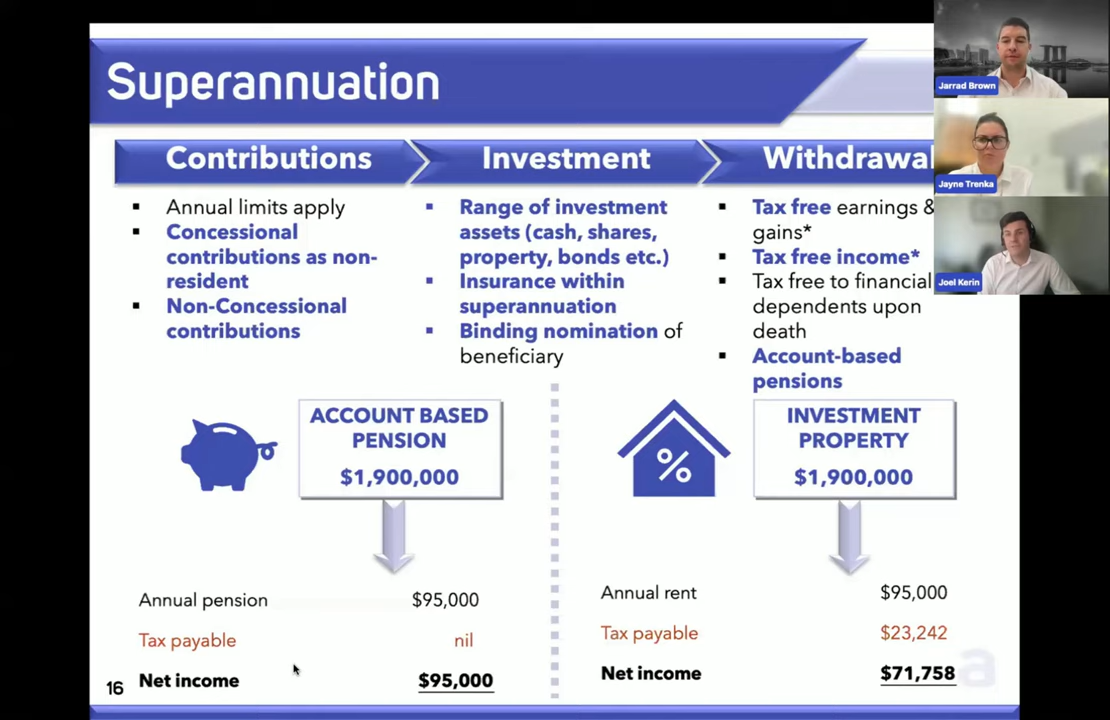 Superannuation
Contributions
Annual limits apply
Concessional
contributions as non-
resident
Non-Concessional
contributions
Investment
Range of investment
assets (cash, shares,
property, bonds etc.)
Insurance within
superannuation
Binding nomination of
beneficiary
Withdrawa
Tax free earnings &
gains*
Tax free income*
Tax free to financial
dependents upon
death
Account-based
pensions
Jarrad Brown
Jayne Trenka
Joel Kerin
ACCOUNT BASED
PENSION
$1,900,000
Annual pension $95,000
Tax payable nil
Net income $95,000
%
INVESTMENT
PROPERTY
$1,900,000
Annual rent $95,000
Tax payable $23,242
Net income $71,758
16
a